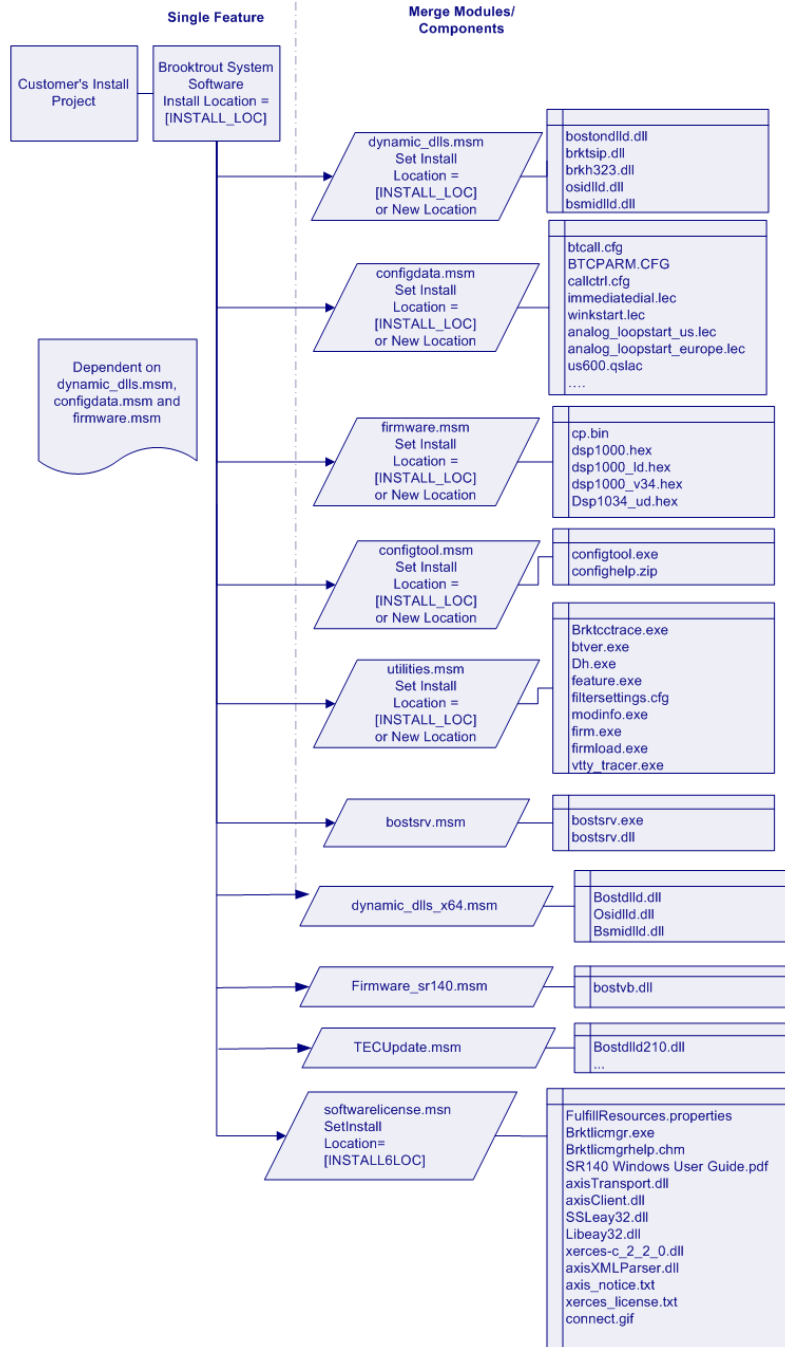 Single Feature
Merge Modules/
Components
Customer's Install
Project
Brooktrout System
Software
Install Location =
[INSTALL_LOC]
dynamic_dlls.msm
Set Install
Location =
[INSTALL_LOC]
or New Location
bostondlld.dll
brktsip.dll
brkh323.dll
osidlld.dll
bsmidlld.dll
configdata.msm
Set Install
Location =
[INSTALL_LOC]
or New Location
btcall.cfg
BTCPARM.CFG
callctrl.cfg
immediatedial.lec
winkstart.lec
analog_loopstart_us.lec
analog_loopstart_europe.lec
us600.qslac
....
Dependent on
dynamic_dlls.msm,
configdata.msm and
firmware.msm
firmware.msm
Set Install
Location =
[INSTALL_LOC]
or New Location
cp.bin
dsp1000.hex
dsp1000_ld.hex
dsp1000_v34.hex
Dsp1034_ud.hex
configtool.msm
Set Install
Location =
[INSTALL_LOC]
or New Location
configtool.exe
confighelp.zip
utilities.msm
Set Install
Location =
[INSTALL_LOC]
or New Location
Brktcctrace.exe
btver.exe
Dh.exe
feature.exe
filtersettings.cfg
modinfo.exe
firm.exe
firmload.exe
vtty_tracer.exe
bostsrv.msm
bostsrv.exe
bostsrv.dll
dynamic_dlls_x64.msm
Bostdlld.dll
Osidlld.dll
Bsmidlld.dll
Firmware_sr140.msm
bostvb.dll
TECUpdate.msm
Bostdlld210.dll
...
softwarelicense.msn
SetInstall
Location=
[INSTALL6LOC]
FulfillResources.properties
Brktlicmgr.exe
Brktlicmgrhelp.chm
SR140 Windows User Guide.pdf
axisTransport.dll
axisClient.dll
SSLeay32.dll
Libeay32.dll
xerces-c_2_2_0.dll
axisXMLParser.dll
axis_notice.txt
xerces_license.txt
connect.gif